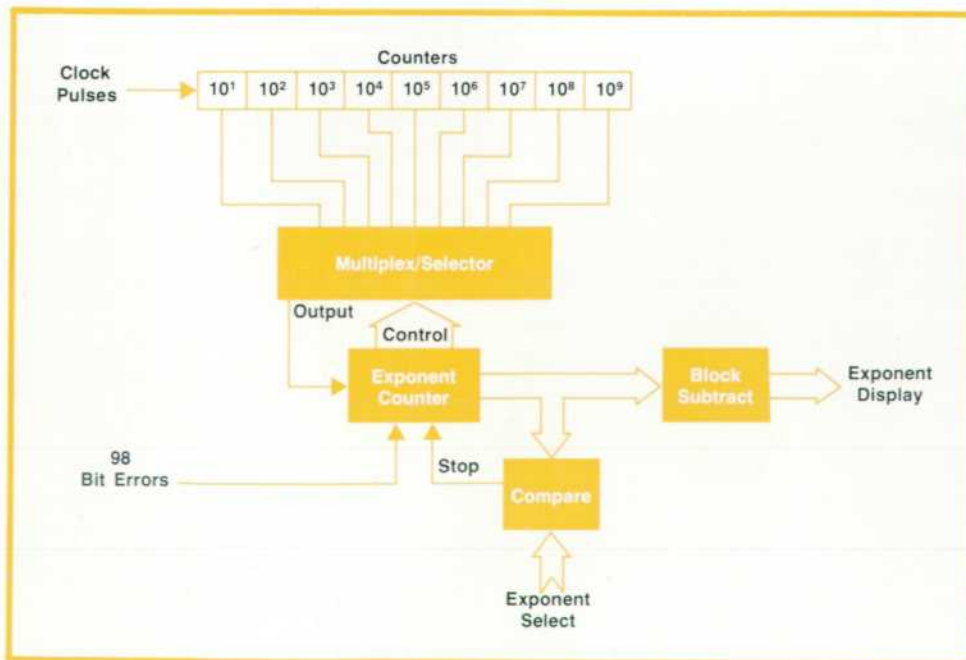 Counters
Clock
Pulses
10¹ 10² 10³ 10⁴ 10⁵ 10⁶ 10⁷ 10⁸ 10⁹
Multiplex/Selector
Output
Control
Exponent
Counter
Block
Subtract
Exponent
Display
98
Bit Errors
Stop
Compare
Exponent
Select